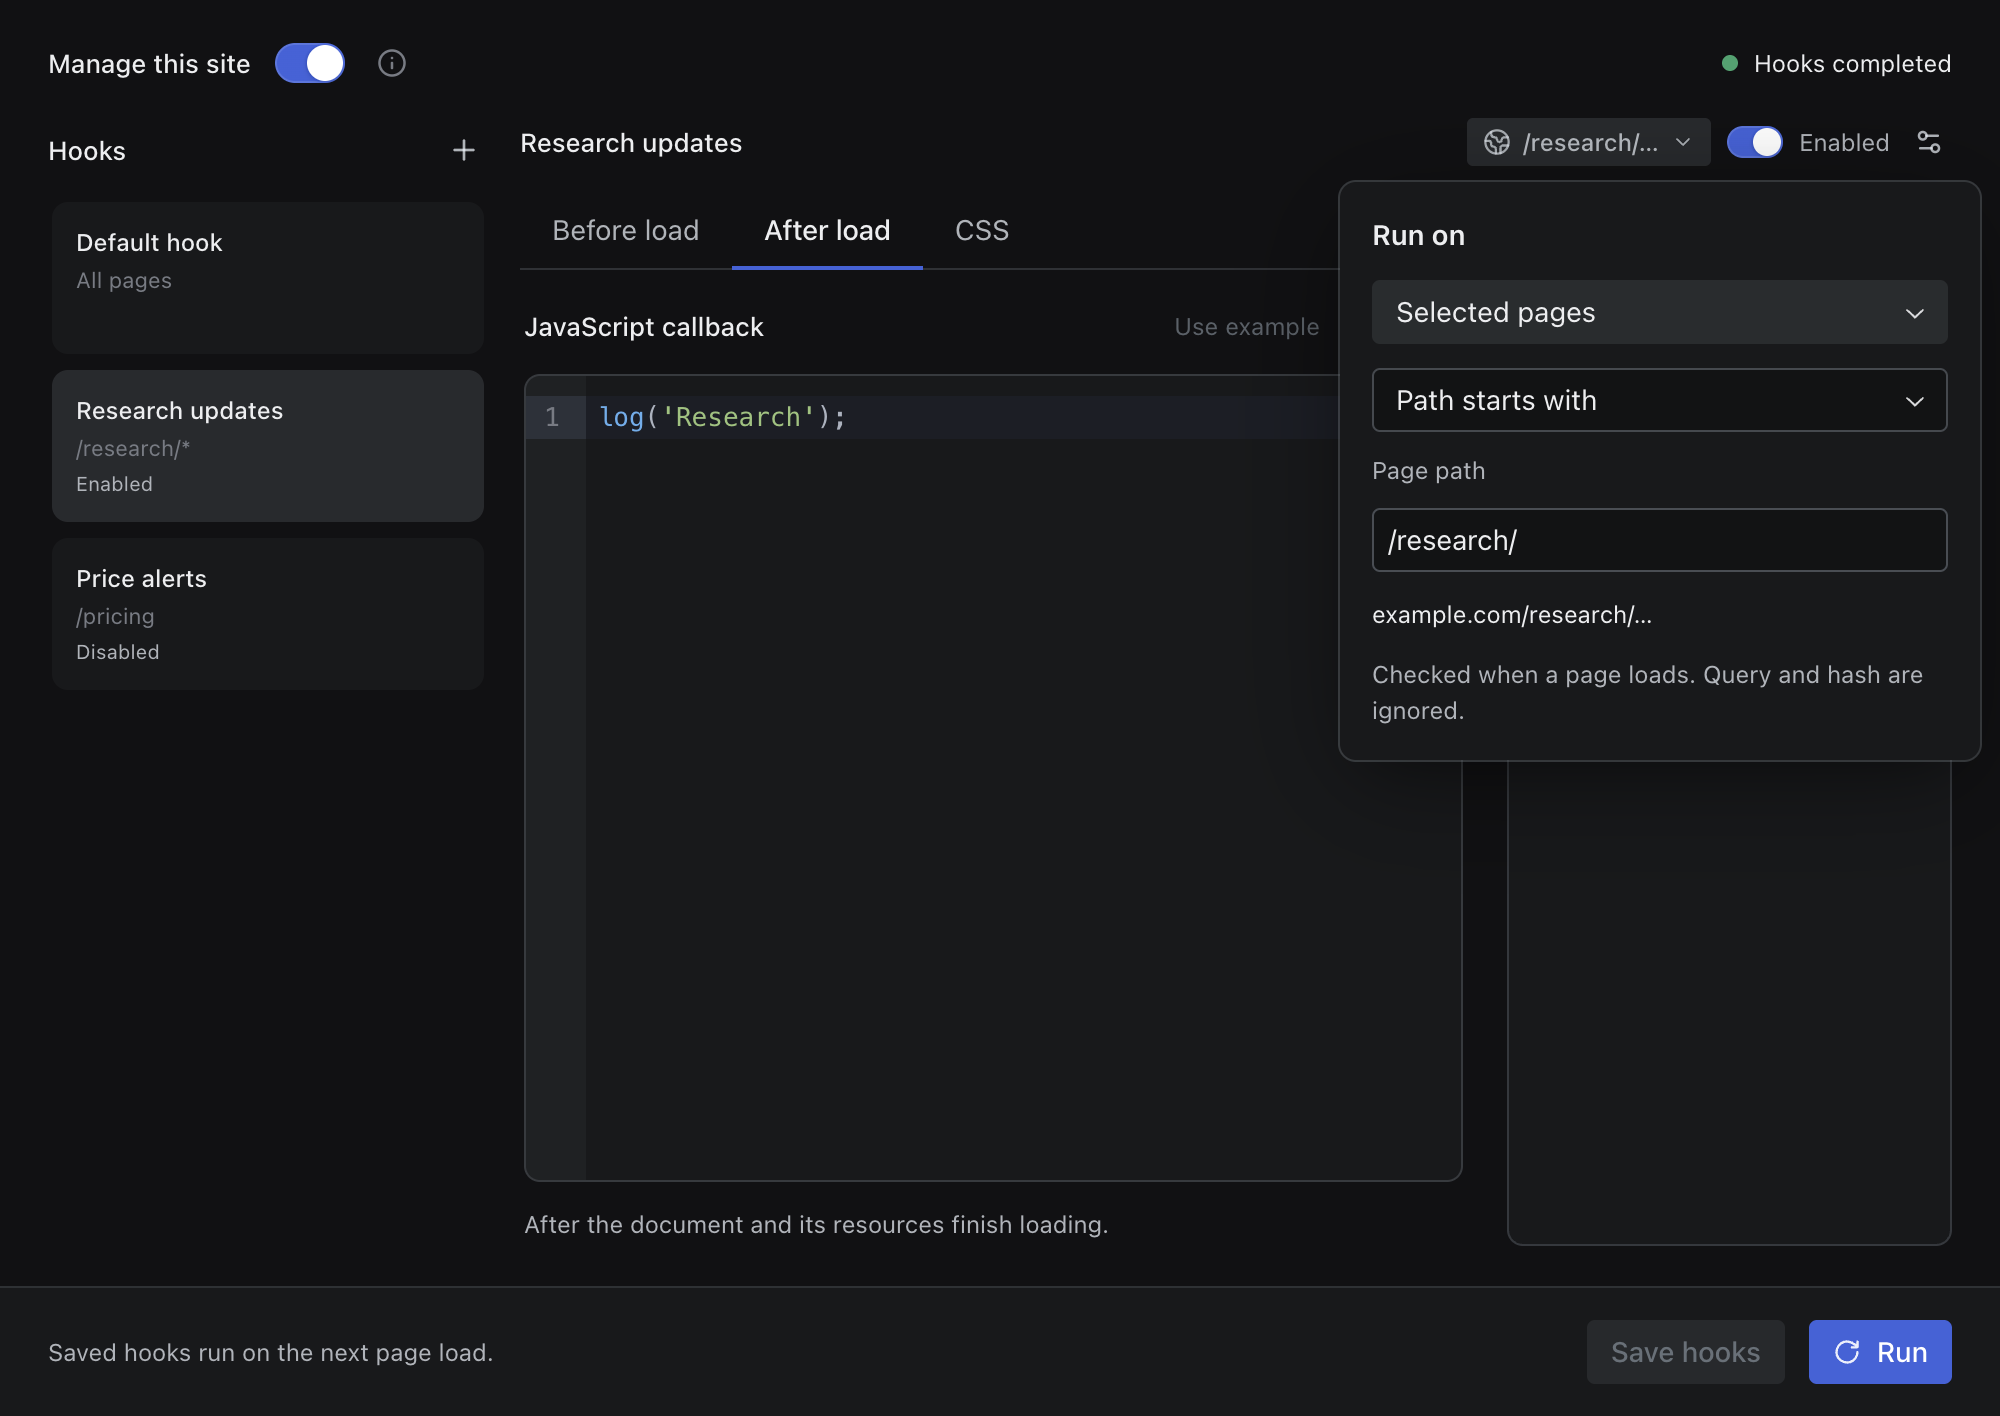 Manage this site
Hooks completed
Hooks
Default hook
All pages
Research updates
/research/*
Enabled
Price alerts
/pricing
Disabled
Research updates
/research/...
Enabled
Before load
After load
CSS
JavaScript callback
Use example
1
log('Research');
After the document and its resources finish loading.
Run on
Selected pages
Path starts with
Page path
/research/
example.com/research/...
Checked when a page loads. Query and hash are
ignored.
Saved hooks run on the next page load.
Save hooks
Run